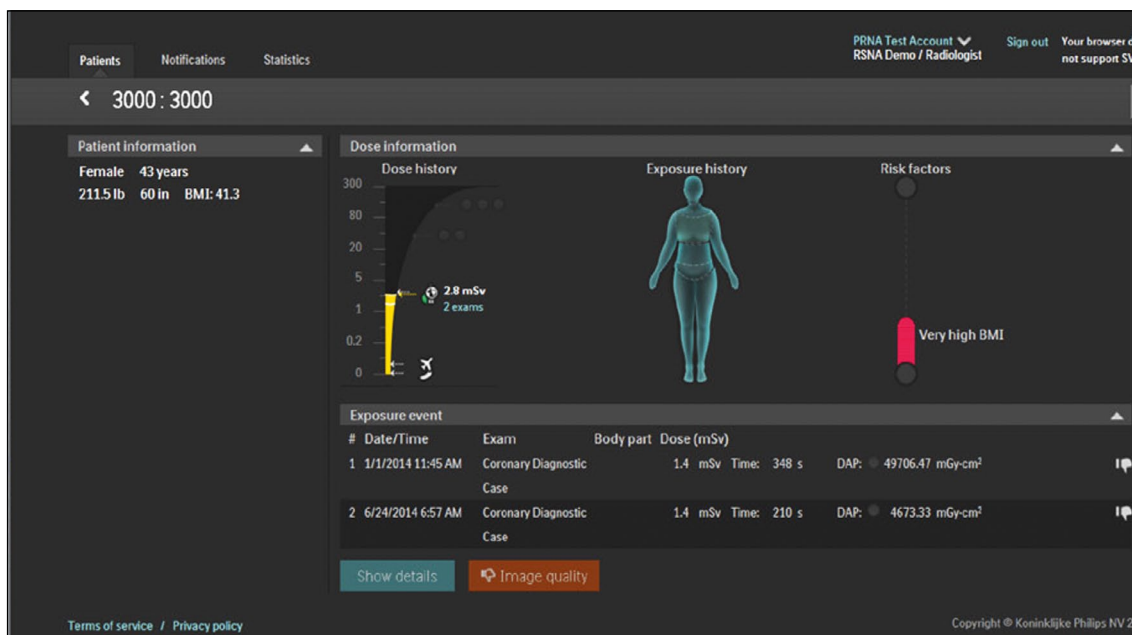 PRNA Test Account
Sign out
Your browser
RSNA Demo / Radiologist
not support
Patients
Notifications
Statistics
3000 : 3000
Patient information
Female 43 years
211.5 lb 60 in BMI: 41.3
Dose information
Dose history
Exposure history
Risk factors
300
80
20
5
1
0.2
0
2.8 mSv
2 exams
Very high BMI
Exposure event
# Date/Time Exam Body part Dose (mSv)
1 1/1/2014 11:45 AM Coronary Diagnostic 1.4 mSv Time: 348 s DAP: 49706.47 mGy-cm²
Case
2 6/24/2014 6:57 AM Coronary Diagnostic 1.4 mSv Time: 210 s DAP: 4673.33 mGy-cm²
Case
Show details
Image quality
Terms of service / Privacy policy
Copyright © Koninklijke Philips NV